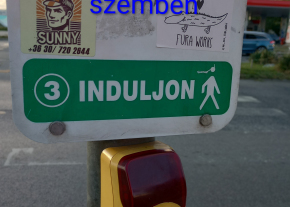 szemben
SUNNY
+36 30/ 720 2644
FURA WORKS
3 INDULJON